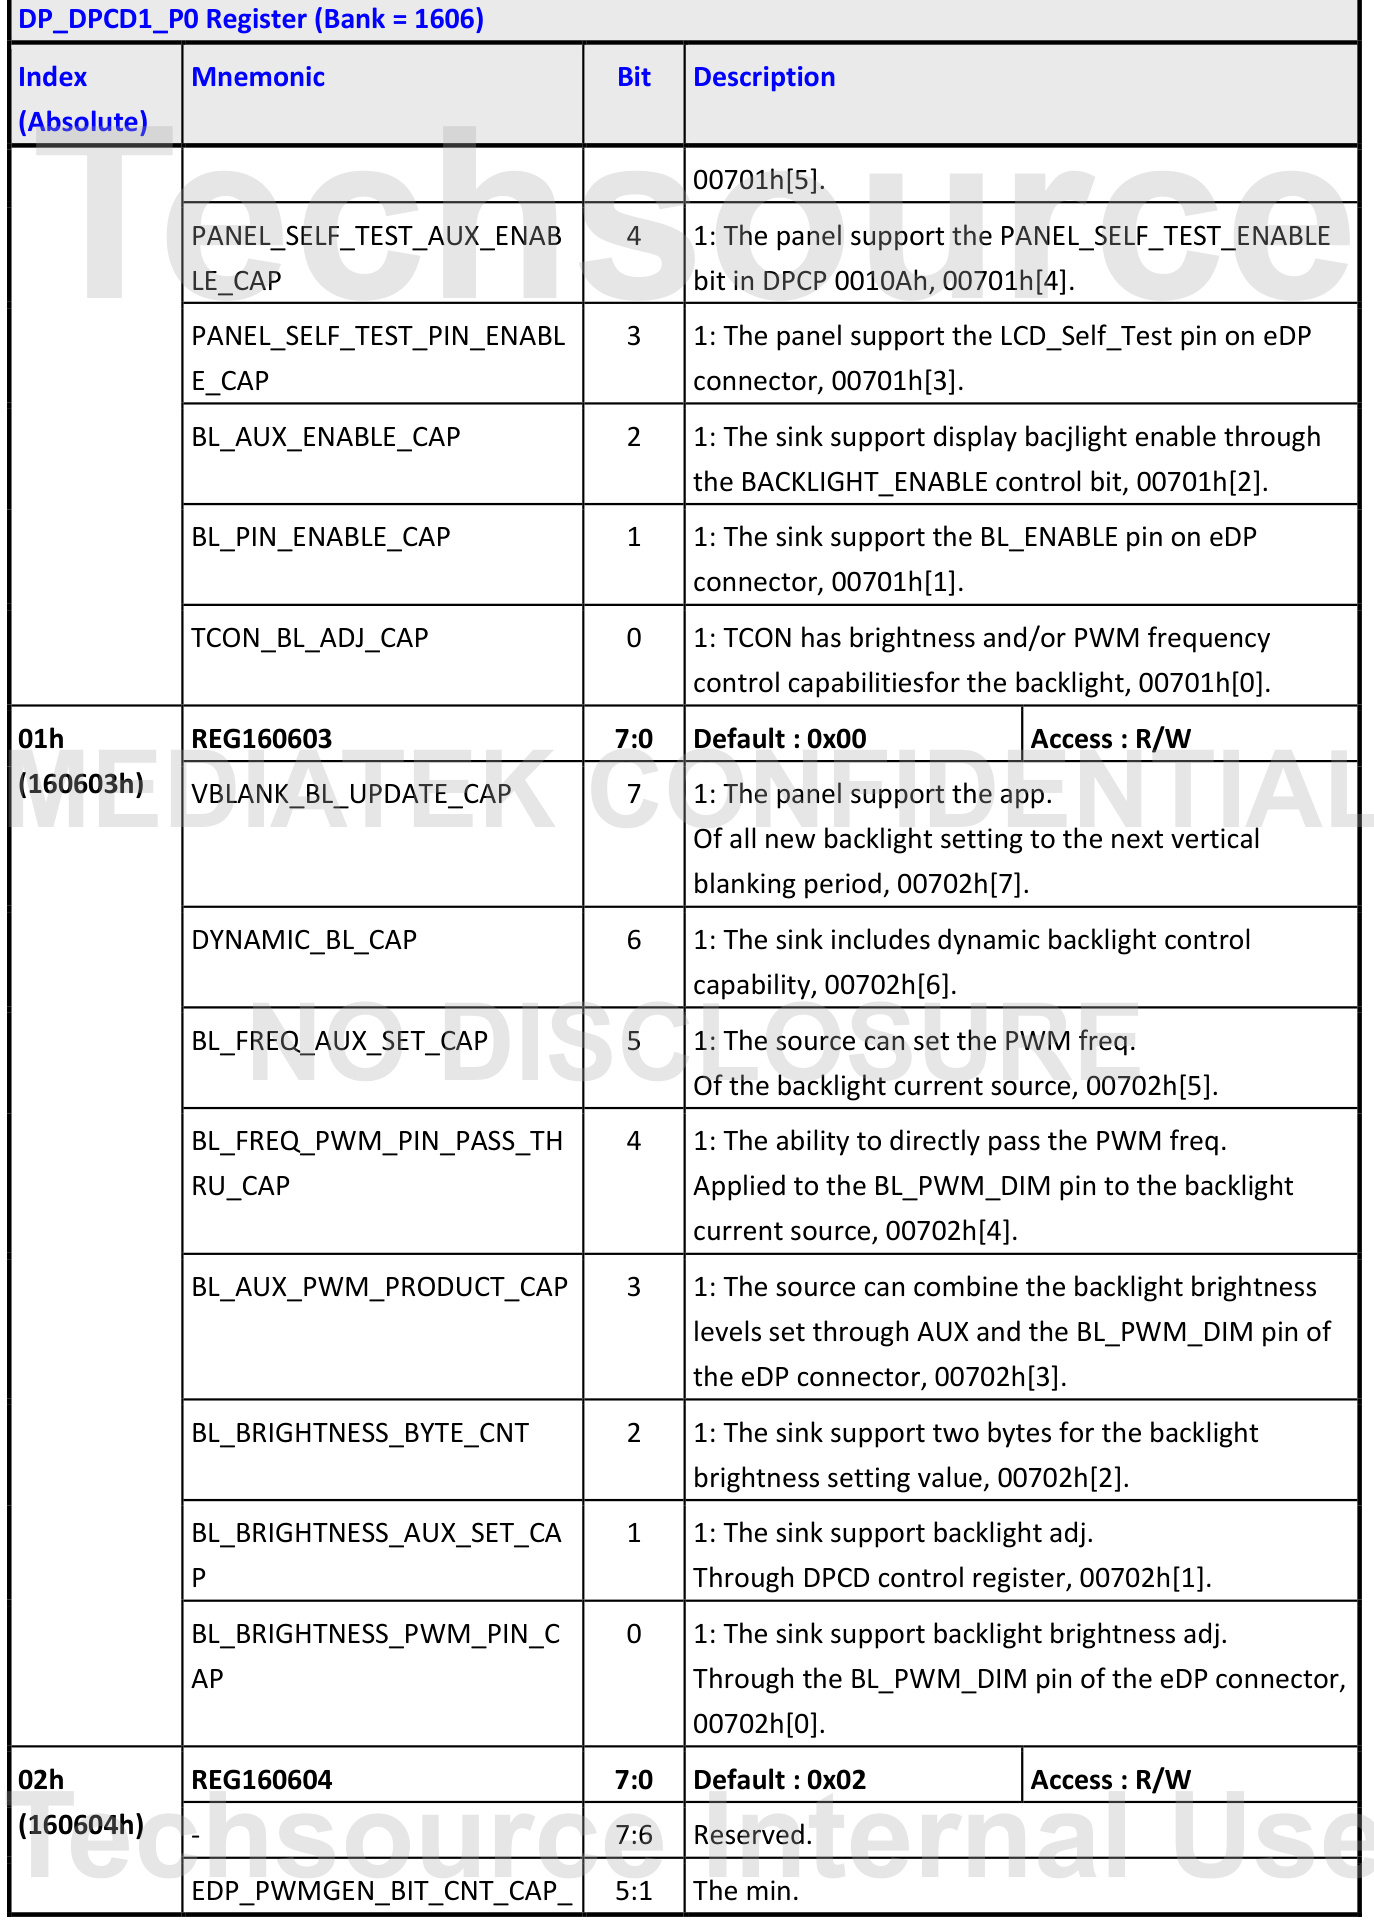 DP_DPCD1_P0 Register (Bank = 1606)
Index
(Absolute)
Mnemonic
Bit
Description
00701h[5].
PANEL_SELF_TEST_AUX_ENAB
LE_CAP
4
1: The panel support the PANEL_SELF_TEST_ENABLE
bit in DPCP 0010Ah, 00701h[4].
PANEL_SELF_TEST_PIN_ENABL
E_CAP
3
1: The panel support the LCD_Self_Test pin on eDP
connector, 00701h[3].
BL_AUX_ENABLE_CAP
2
1: The sink support display bacjlight enable through
the BACKLIGHT_ENABLE control bit, 00701h[2].
BL_PIN_ENABLE_CAP
1
1: The sink support the BL_ENABLE pin on eDP
connector, 00701h[1].
TCON_BL_ADJ_CAP
0
1: TCON has brightness and/or PWM frequency
control capabilitiesfor the backlight, 00701h[0].
01h
(160603h)
REG160603
7:0
Default : 0x00
Access : R/W
VBLANK_BL_UPDATE_CAP
7
1: The panel support the app.
Of all new backlight setting to the next vertical
blanking period, 00702h[7].
DYNAMIC_BL_CAP
6
1: The sink includes dynamic backlight control
capability, 00702h[6].
BL_FREQ_AUX_SET_CAP
5
1: The source can set the PWM freq.
Of the backlight current source, 00702h[5].
BL_FREQ_PWM_PIN_PASS_TH
RU_CAP
4
1: The ability to directly pass the PWM freq.
Applied to the BL_PWM_DIM pin to the backlight
current source, 00702h[4].
BL_AUX_PWM_PRODUCT_CAP
3
1: The source can combine the backlight brightness
levels set through AUX and the BL_PWM_DIM pin of
the eDP connector, 00702h[3].
BL_BRIGHTNESS_BYTE_CNT
2
1: The sink support two bytes for the backlight
brightness setting value, 00702h[2].
BL_BRIGHTNESS_AUX_SET_CA
P
1
1: The sink support backlight adj.
Through DPCD control register, 00702h[1].
BL_BRIGHTNESS_PWM_PIN_C
AP
0
1: The sink support backlight brightness adj.
Through the BL_PWM_DIM pin of the eDP connector,
00702h[0].
02h
(160604h)
REG160604
7:0
Default : 0x02
Access : R/W
-
7:6
Reserved.
EDP_PWMGEN_BIT_CNT_CAP_
5:1
The min.
Techsource
MEDIATEK CONFIDENTIAL
NO DISCLOSURE
Techsource Internal Use